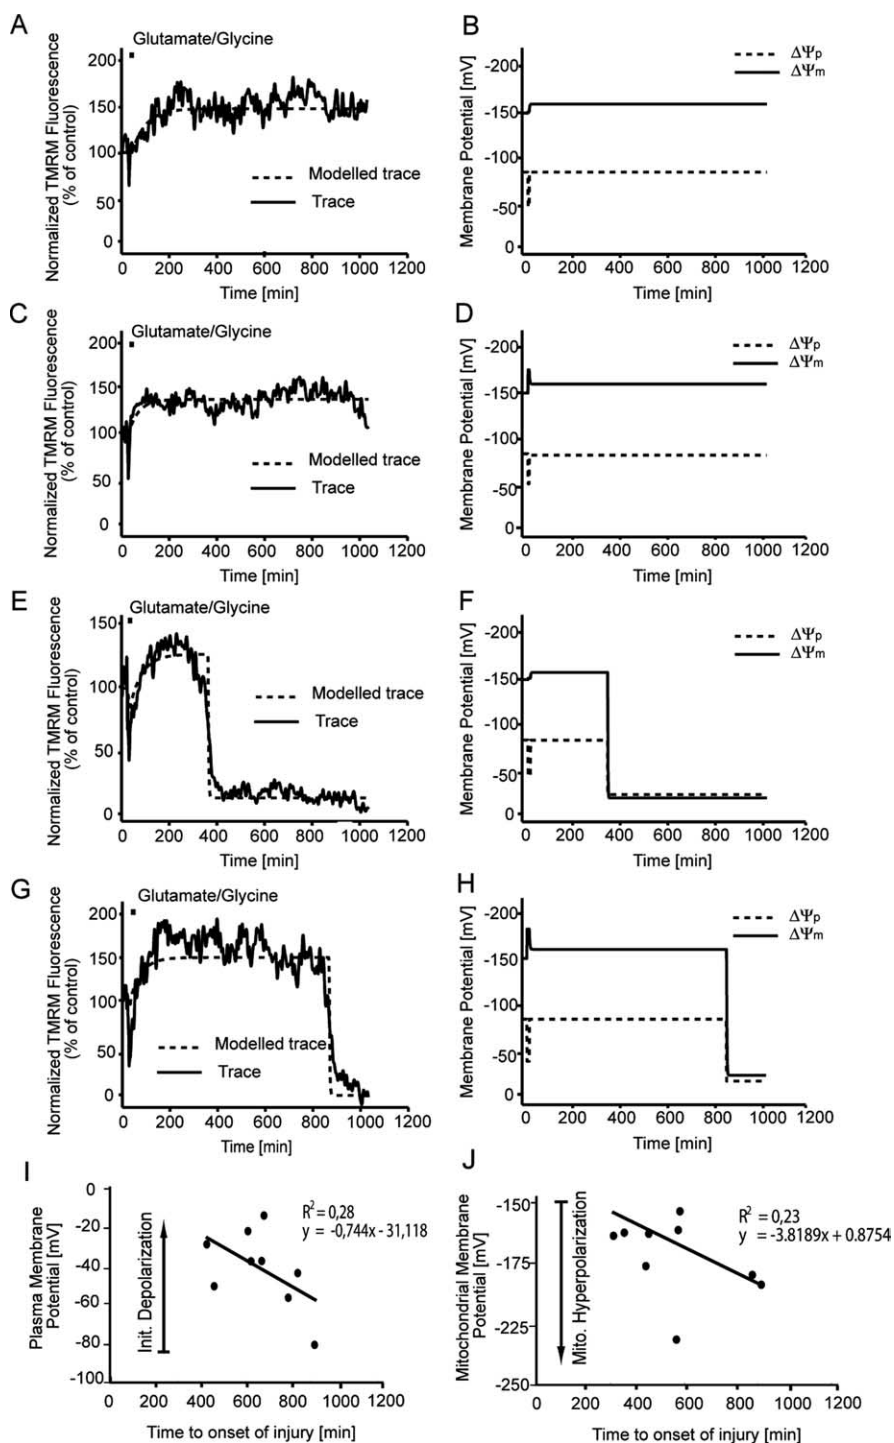 A
Glutamate/Glycine
Normalized TMRM Fluorescence
(% of control)
200
150
100
50
0
Modelled trace
Trace
0 200 400 600 800 1000 1200
Time [min]
B
ΔΨp
ΔΨm
Membrane Potential [mV]
-200
-150
-100
-50
0
0 200 400 600 800 1000 1200
Time [min]
C
Glutamate/Glycine
Normalized TMRM Fluorescence
(% of control)
200
150
100
50
0
Modelled trace
Trace
0 200 400 600 800 1000 1200
Time [min]
D
ΔΨp
ΔΨm
Membrane Potential [mV]
-200
-150
-100
-50
0
0 200 400 600 800 1000 1200
Time [min]
E
Glutamate/Glycine
Normalized TMRM Fluorescence
(% of control)
150
100
50
0
Modelled trace
Trace
0 200 400 600 800 1000 1200
Time [min]
F
ΔΨp
ΔΨm
Membrane Potential [mV]
-200
-150
-100
-50
0
0 200 400 600 800 1000 1200
Time [min]
G
Glutamate/Glycine
Normalized TMRM Fluorescence
(% of control)
200
150
100
50
0
Modelled trace
Trace
0 200 400 600 800 1000 1200
Time [min]
H
ΔΨp
ΔΨm
Membrane Potential [mV]
-200
-150
-100
-50
0
0 200 400 600 800 1000 1200
Time [min]
I
Plasma Membrane
Potential [mV]
0
-20
-40
-60
-80
-100
Init. Depolarization
R² = 0,28
y = -0,744x - 31,118
0 200 400 600 800 1000 1200
Time to onset of injury [min]
J
Mitochondrial Membrane
Potential [mV]
-150
-175
-225
-250
Mito. Hyperpolarization
R² = 0,23
y = -3.8189x + 0.8754
0 200 400 600 800 1000 1200
Time to onset of injury [min]